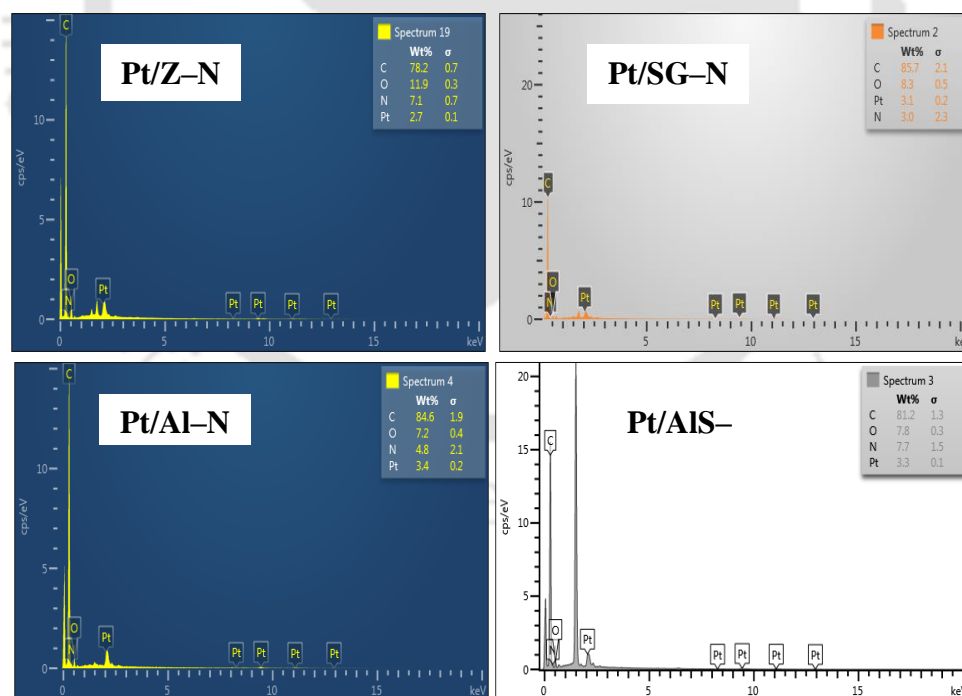 C
Spectrum 19
Wt% σ
C 78.2 0.7
O 11.9 0.3
N 7.1 0.7
Pt 2.7 0.1
Pt/Z–N
10
5
0
cps/eV
O
N
Pt
Pt Pt Pt Pt
0 5 10 15 keV
Spectrum 2
Wt% σ
C 85.7 2.1
O 8.3 0.5
Pt 3.1 0.2
N 3.0 2.3
Pt/SG–N
20
10
0
cps/eV
C
O
N
Pt
Pt Pt Pt Pt
5 10 15 ke
C
Spectrum 4
Wt% σ
C 84.6 1.9
O 7.2 0.4
N 4.8 2.1
Pt 3.4 0.2
Pt/Al–N
10
5
0
cps/eV
O
N
Pt
Pt Pt Pt Pt
0 5 10 15 keV
Spectrum 3
Wt% σ
C 81.2 1.3
O 7.8 0.3
N 7.7 1.5
Pt 3.3 0.1
Pt/AlS–
20
15
10
5
0
cps/eV
C
O
N
Pt
Pt Pt Pt Pt
0 5 10 15 keV